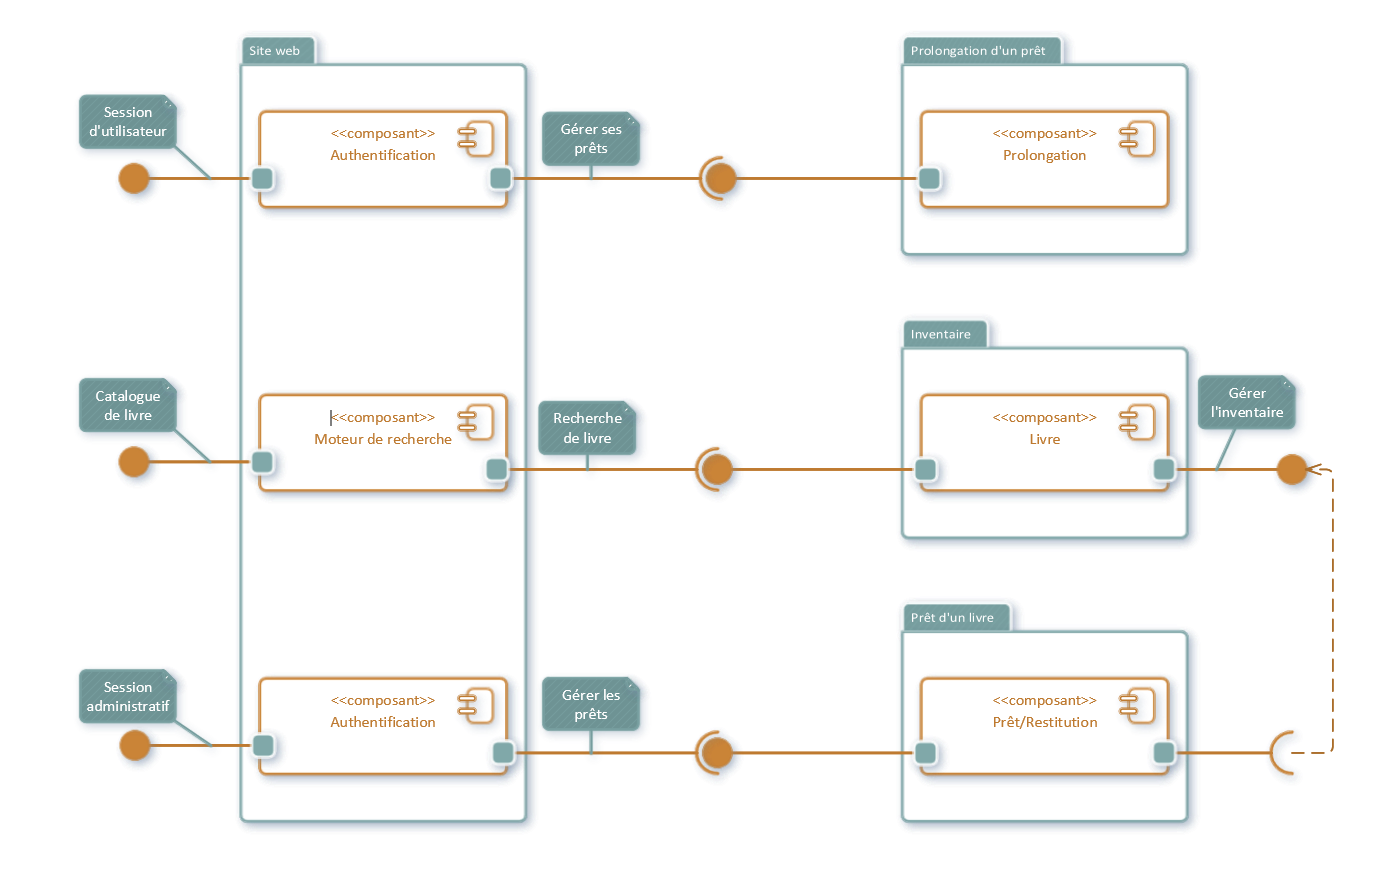 Site web
Prolongation d'un prêt
Session
d'utilisateur
<<composant>>
Authentification
Gérer ses
prêts
<<composant>>
Prolongation
Inventaire
Catalogue
de livre
<<composant>>
Moteur de recherche
Recherche
de livre
<<composant>>
Livre
Gérer
l'inventaire
Prêt d'un livre
Session
administratif
<<composant>>
Authentification
Gérer les
prêts
<<composant>>
Prêt/Restitution